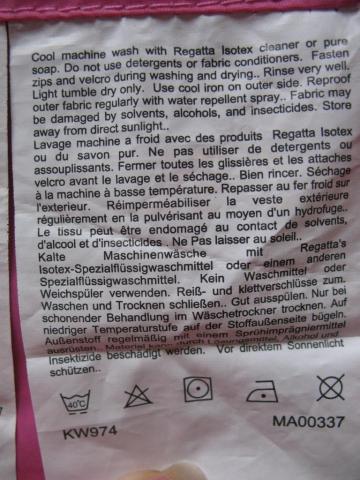 Cool machine wash with Regatta Isotex cleaner or pure
soap. Do not use detergents or fabric conditioners. Fasten
zips and velcro during washing and drying.. Rinse very well.
Light tumble dry only. Use cool iron on outer side. Reproof
outer fabric regularly with water repellent spray.. Fabric may
be damaged by solvents, alcohols, and insecticides. Store
away from direct sunlight..
Lavage machine a froid avec des produits Regatta Isotex
ou du savon pur. Ne pas utiliser de detergents ou
assouplissants. Fermer toutes les glissières et les attaches
velcro avant le lavage et le séchage.. Bien rincer. Séchage
à la machine à basse température. Repasser au fer froid sur
l'exterieur. Réimperméabiliser la veste extérieure
régulièrement en la pulvérisant au moyen d'un hydrofuge..
Le tissu peut être endomagé au contact de solvents,
d'alcool et d'insecticides . Ne Pas laisser au soleil..
Kalte Maschinenwäsche mit Regatta's
Isotex-Spezialflüssigwaschmittel oder einem anderen
Spezialflüssigwaschmittel. Kein Waschmittel oder
Weichspüler verwenden. Reiß- und klettverschlüsse zum.
Waschen und Trocknen schließen.. Gut ausspülen. Nur bei
schonender Behandlung im Wäschetrockner trocknen. Auf
niedriger Temperaturstufe auf der Stoffaußenseite bügeln.
Außenstoff regelmäßig mit einem Sprühimprägniermittel
ausrüsten. Material kann durch Lösungsmittel, Alkohol und
Insektizide beschädigt werden. Vor direktem Sonnenlicht
schützen..
40°C
KW974 MA00337